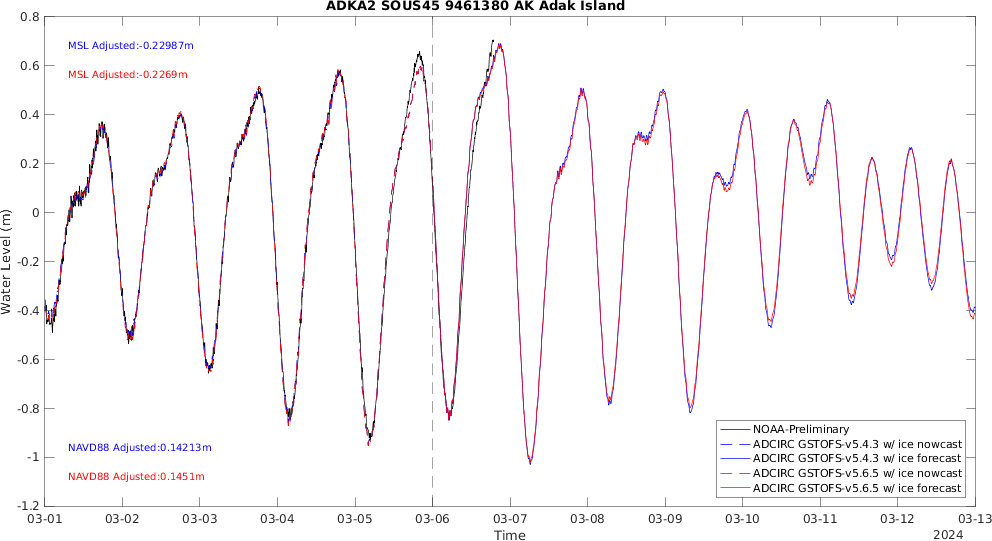 ADKA2 SOUS45 9461380 AK Adak Island
MSL Adjusted:-0.22987m
MSL Adjusted:-0.2269m
NAVD88 Adjusted:0.14213m
NAVD88 Adjusted:0.1451m
Water Level (m)
0.8
0.6
0.4
0.2
0
-0.2
-0.4
-0.6
-0.8
-1
-1.2
NOAA-Preliminary
ADCIRC GSTOFS-v5.4.3 w/ ice nowcast
ADCIRC GSTOFS-v5.4.3 w/ ice forecast
ADCIRC GSTOFS-v5.6.5 w/ ice nowcast
ADCIRC GSTOFS-v5.6.5 w/ ice forecast
03-01 03-02 03-03 03-04 03-05 03-06 03-07 03-08 03-09 03-10 03-11 03-12 03-13
Time
2024